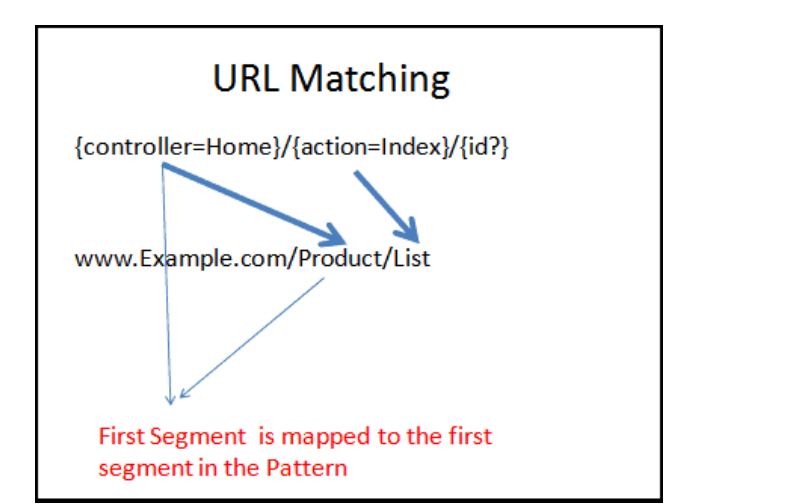 URL Matching
{controller=Home}/{action=Index}/{id?}
www.Example.com/Product/List
First Segment is mapped to the first
segment in the Pattern